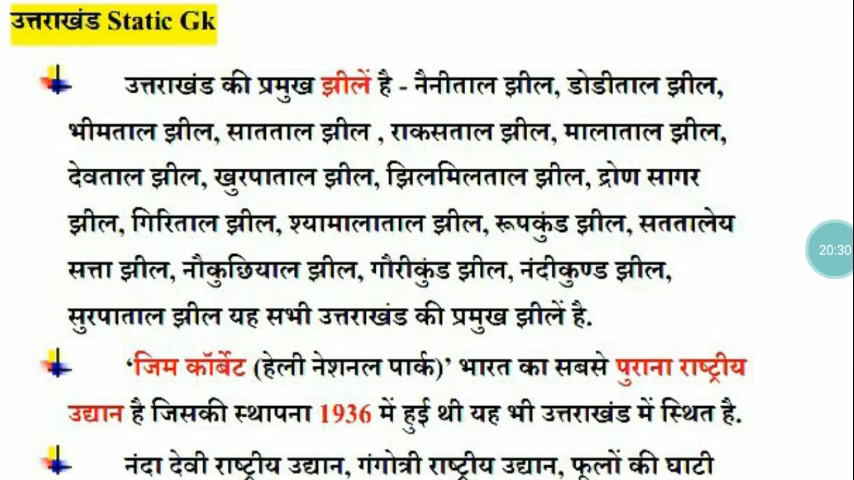 उत्तराखंड Static Gk
उत्तराखंड की प्रमुख झीलें है - नैनीताल झील, डोडीताल झील,
भीमताल झील, सातताल झील , राकसताल झील, मालाताल झील,
देवताल झील, खुरपाताल झील, झिलमिलताल झील, द्रोण सागर
झील, गिरिताल झील, श्यामालाताल झील, रूपकुंड झील, सततालेय
सत्ता झील, नौकुछियाल झील, गौरीकुंड झील, नंदीकुण्ड झील,
सुरपाताल झील यह सभी उत्तराखंड की प्रमुख झीलें है.
‘जिम कॉर्बेट (हेली नेशनल पार्क)’ भारत का सबसे पुराना राष्ट्रीय
उद्यान है जिसकी स्थापना 1936 में हुई थी यह भी उत्तराखंड में स्थित है.
नंदा देवी राष्ट्रीय उद्यान, गंगोत्री राष्ट्रीय उद्यान, फूलों की घाटी
20:30